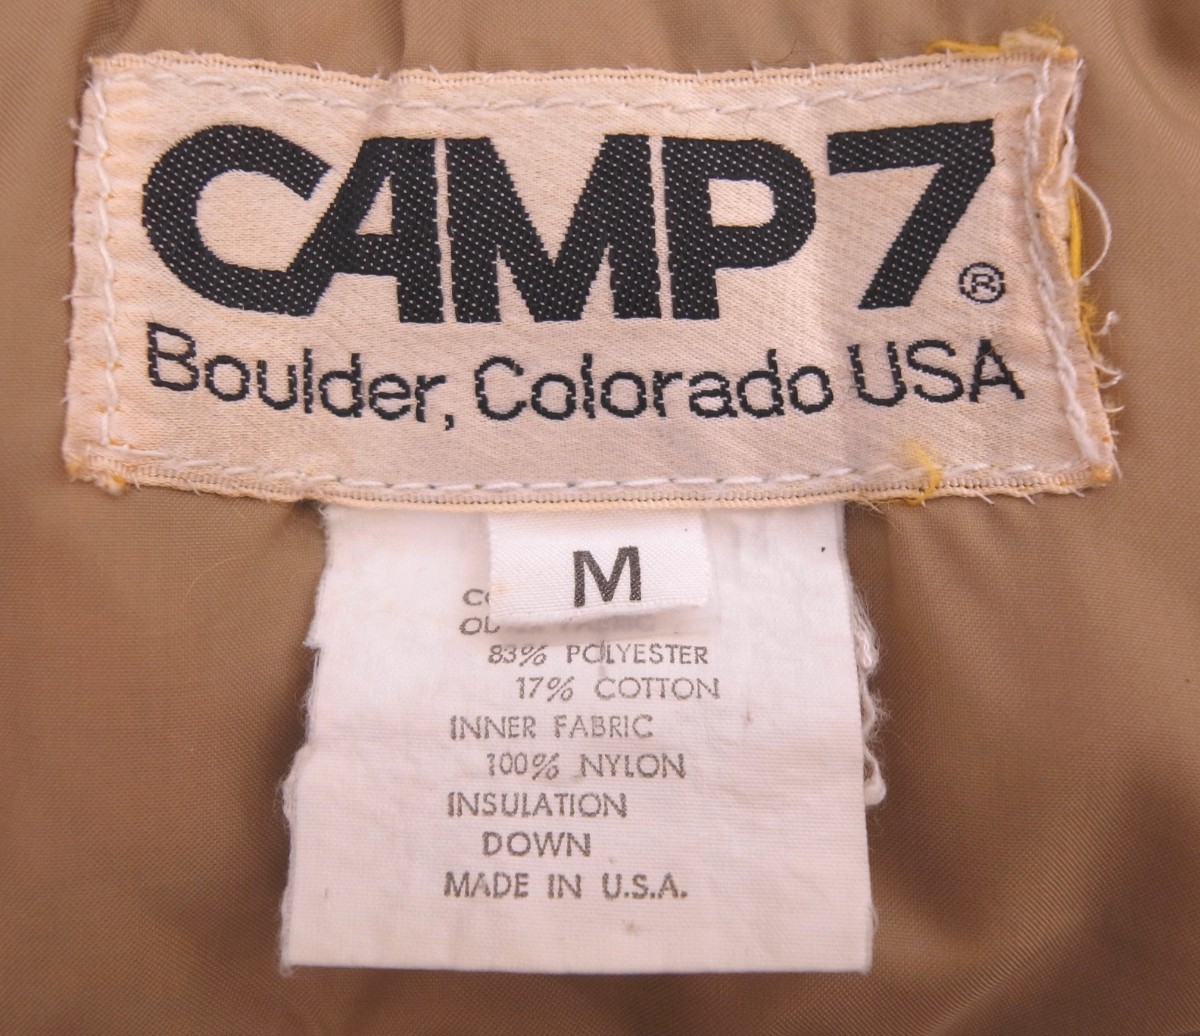 CAMP 7®
Boulder, Colorado USA
M
83% POLYESTER
17% COTTON
INNER FABRIC
100% NYLON
INSULATION
DOWN
MADE IN U.S.A.